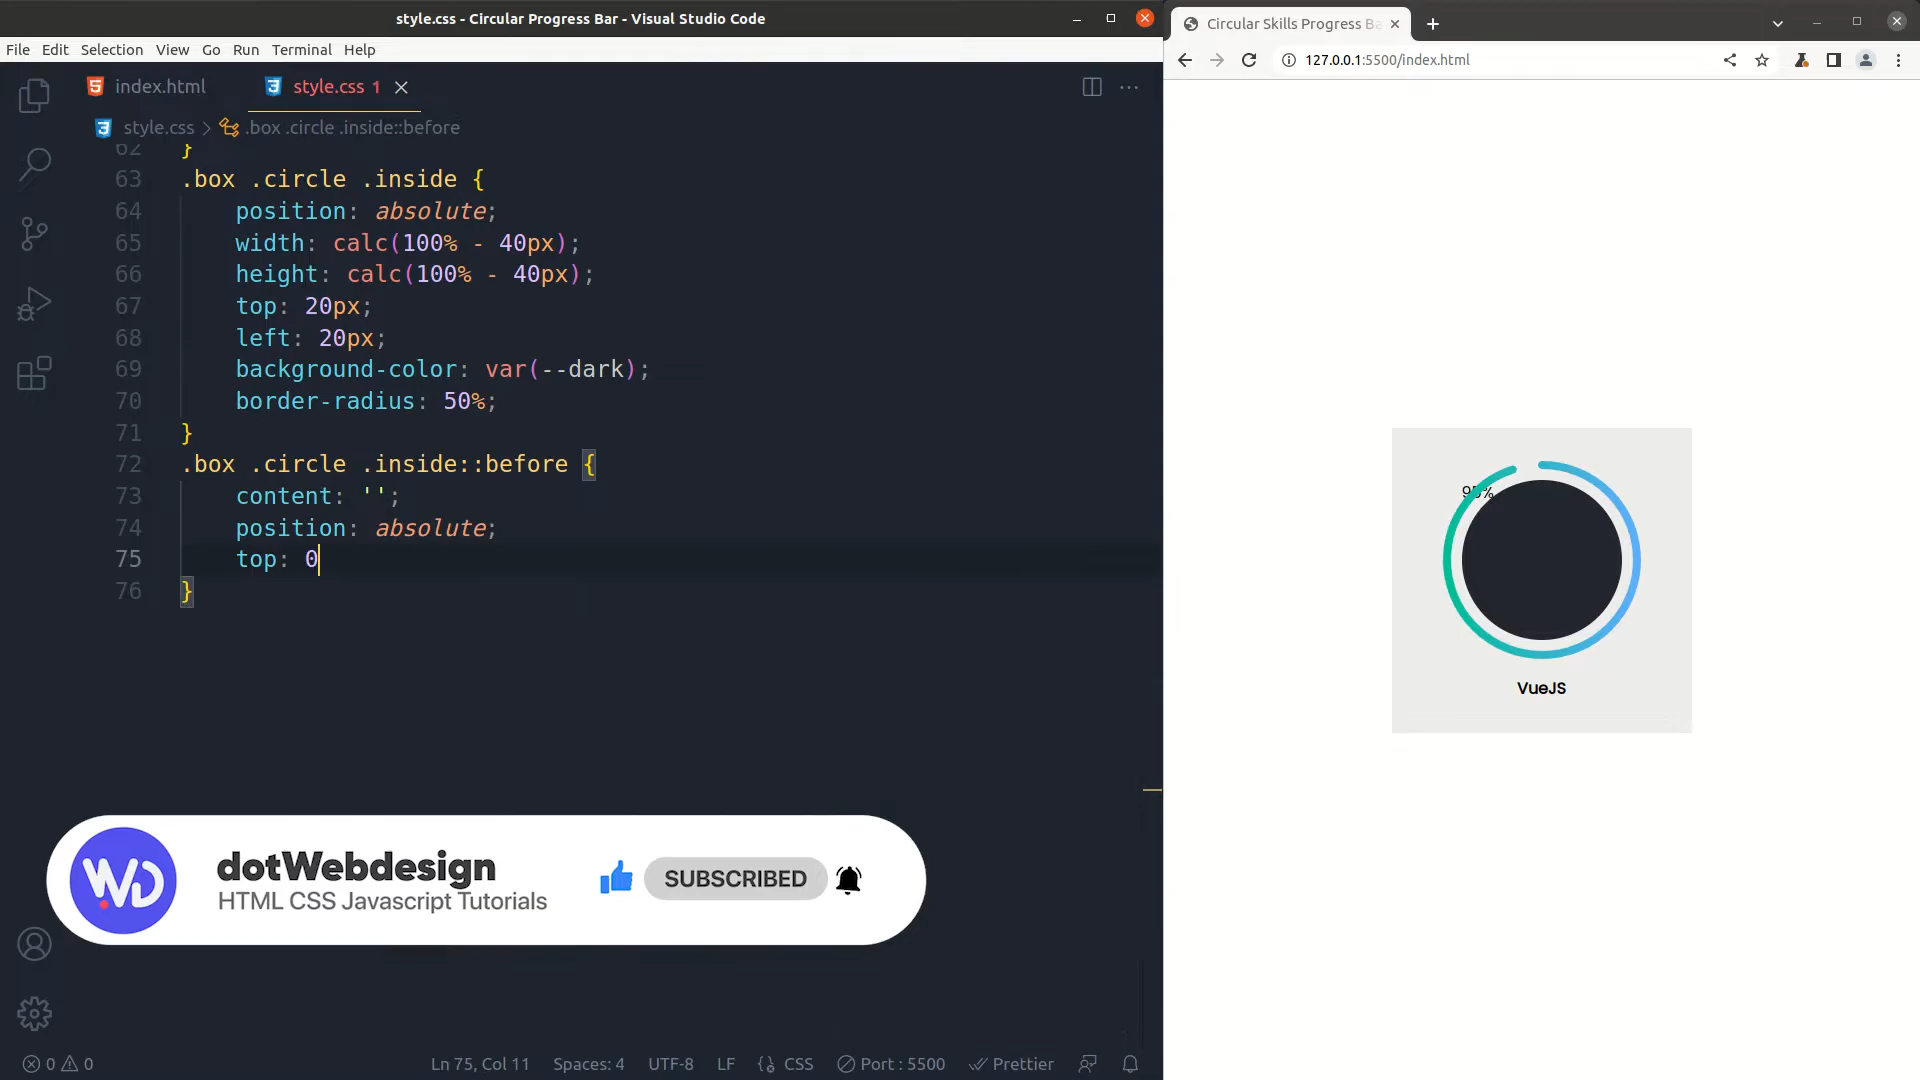 style.css - Circular Progress Bar - Visual Studio Code
File Edit Selection View Go Run Terminal Help
index.html
style.css 1
style.css > .box .circle .inside::before
62 }
63 .box .circle .inside {
64 position: absolute;
65 width: calc(100% - 40px);
66 height: calc(100% - 40px);
67 top: 20px;
68 left: 20px;
69 background-color: var(--dark);
70 border-radius: 50%;
71 }
72 .box .circle .inside::before {
73 content: '';
74 position: absolute;
75 top: 0
76 }
WD
dotWebdesign
HTML CSS Javascript Tutorials
SUBSCRIBED
0 0
Ln 75, Col 11 Spaces: 4 UTF-8 LF CSS Port : 5500 Prettier
Circular Skills Progress Ba
127.0.0.1:5500/index.html
95%
VueJS